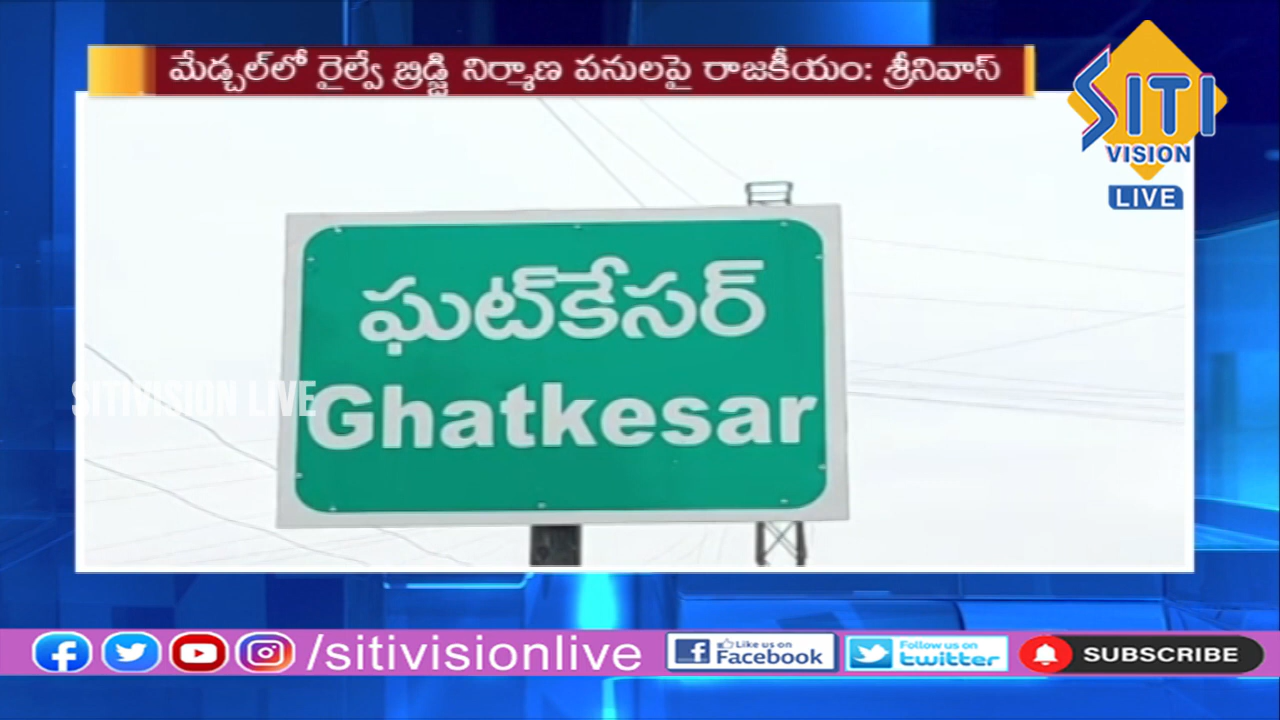 మేడ్చల్‌లో రైల్వే బ్రిడ్జి నిర్మాణ పనులపై రాజకీయం: శ్రీనివాస్
SITI
VISION
LIVE
ఘట్‌కేసర్
Ghatkesar
SITIVISION LIVE
/sitivisionlive
Like us on
Facebook
Follow us on
twitter
SUBSCRIBE